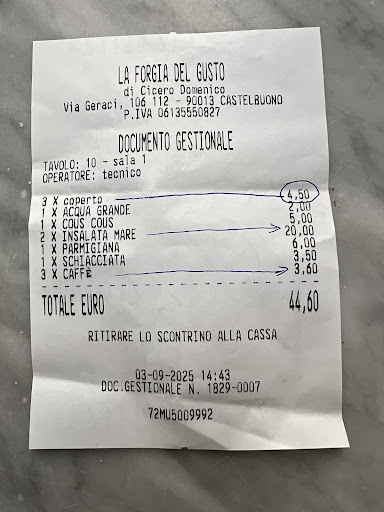 LA FORGIA DEL GUSTO
di Cicero Domenico
Via Geraci, 106 112 - 90013 CASTELBUONO
P.IVA 06135550827
DOCUMENTO GESTIONALE
TAVOLO: 10 - sala 1
OPERATORE: tecnico
3 X coperto 4,50
1 X ACQUA GRANDE 2,00
1 X COUS COUS 5,00
2 X INSALATA MARE 20,00
1 X PARMIGIANA 6,00
1 X SCHIACCIATA 3,50
3 X CAFFÈ 3,60
TOTALE EURO 44,60
RITIRARE LO SCONTRINO ALLA CASSA
03-09-2025 14:43
DOC.GESTIONALE N. 1829-0007
72MU5009992